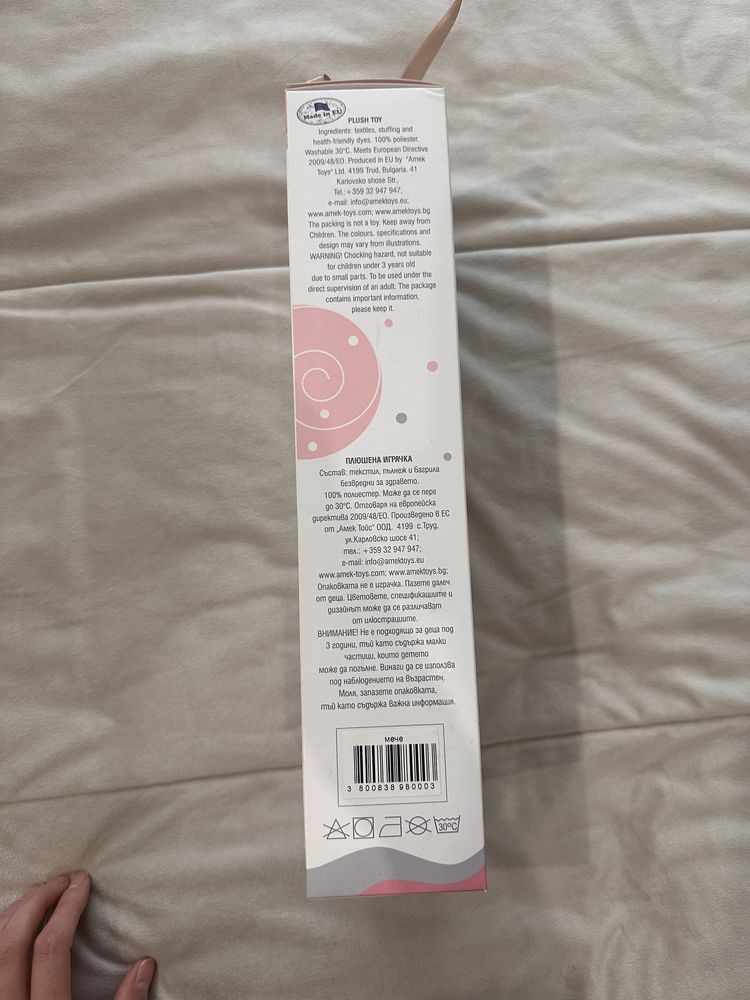 Made in EU
PLUSH TOY
Ingredients: textiles, stuffing and
health-friendly dyes. 100% poliester.
Washable 30°C. Meets European Directive
2009/48/EO. Produced in EU by "Amek
Toys" Ltd. 4199 Trud, Bulgaria. 41
Karlovsko shose Str.,
Tel.: +359 32 947 947;
e-mail: info@amektoys.eu;
www.amek-toys.com; www.amektoys.bg
The packing is not a toy. Keep away from
Children. The colours, specifications and
design may vary from illustrations.
WARNING! Chocking hazard, not suitable
for children under 3 years old
due to small parts. To be used under the
direct supervision of an adult. The package
contains important information,
please keep it.
ПЛЮШЕНА ИГРАЧКА
Състав: текстил, пълнеж и багрила
безвредни за здравето.
100% полиестер. Може да се пере
до 30°C. Отговаря на европейска
директива 2009/48/ЕО. Произведено в ЕС
от „Амек Тойс" ООД. 4199 с.Труд,
ул.Карловско шосе 41;
тел.: +359 32 947 947;
e-mail: info@amektoys.eu
www.amek-toys.com; www.amektoys.bg;
Опаковката не е играчка. Пазете далеч
от деца. Цветовете, спецификациите и
дизайнът може да се различават
от илюстрациите.
ВНИМАНИЕ! Не е подходящо за деца под
3 години, тъй като съдържа малки
частици, които детето
може да погълне. Винаги да се използва
под наблюдението на възрастен.
Моля, запазете опаковката,
тъй като съдържа важна информация.
мече
3 800838 980003
30°C